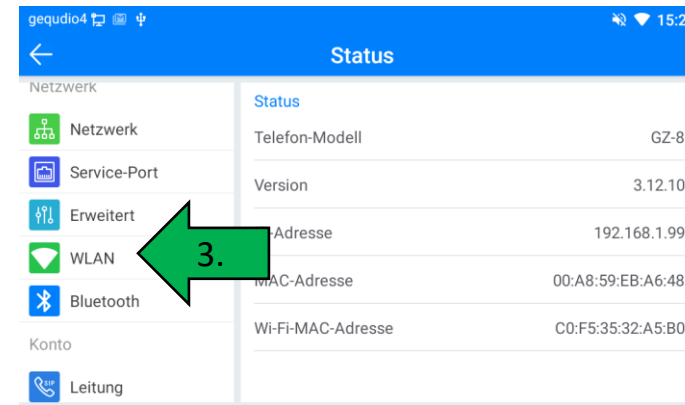 gequdio4 15:2
Status
Netzwerk
Netzwerk
Service-Port
Erweitert
WLAN
Bluetooth
Konto
SIP
Leitung
3.
Status
Telefon-Modell GZ-8
Version 3.12.10
-Adresse 192.168.1.99
MAC-Adresse 00:A8:59:EB:A6:48
Wi-Fi-MAC-Adresse C0:F5:35:32:A5:B0